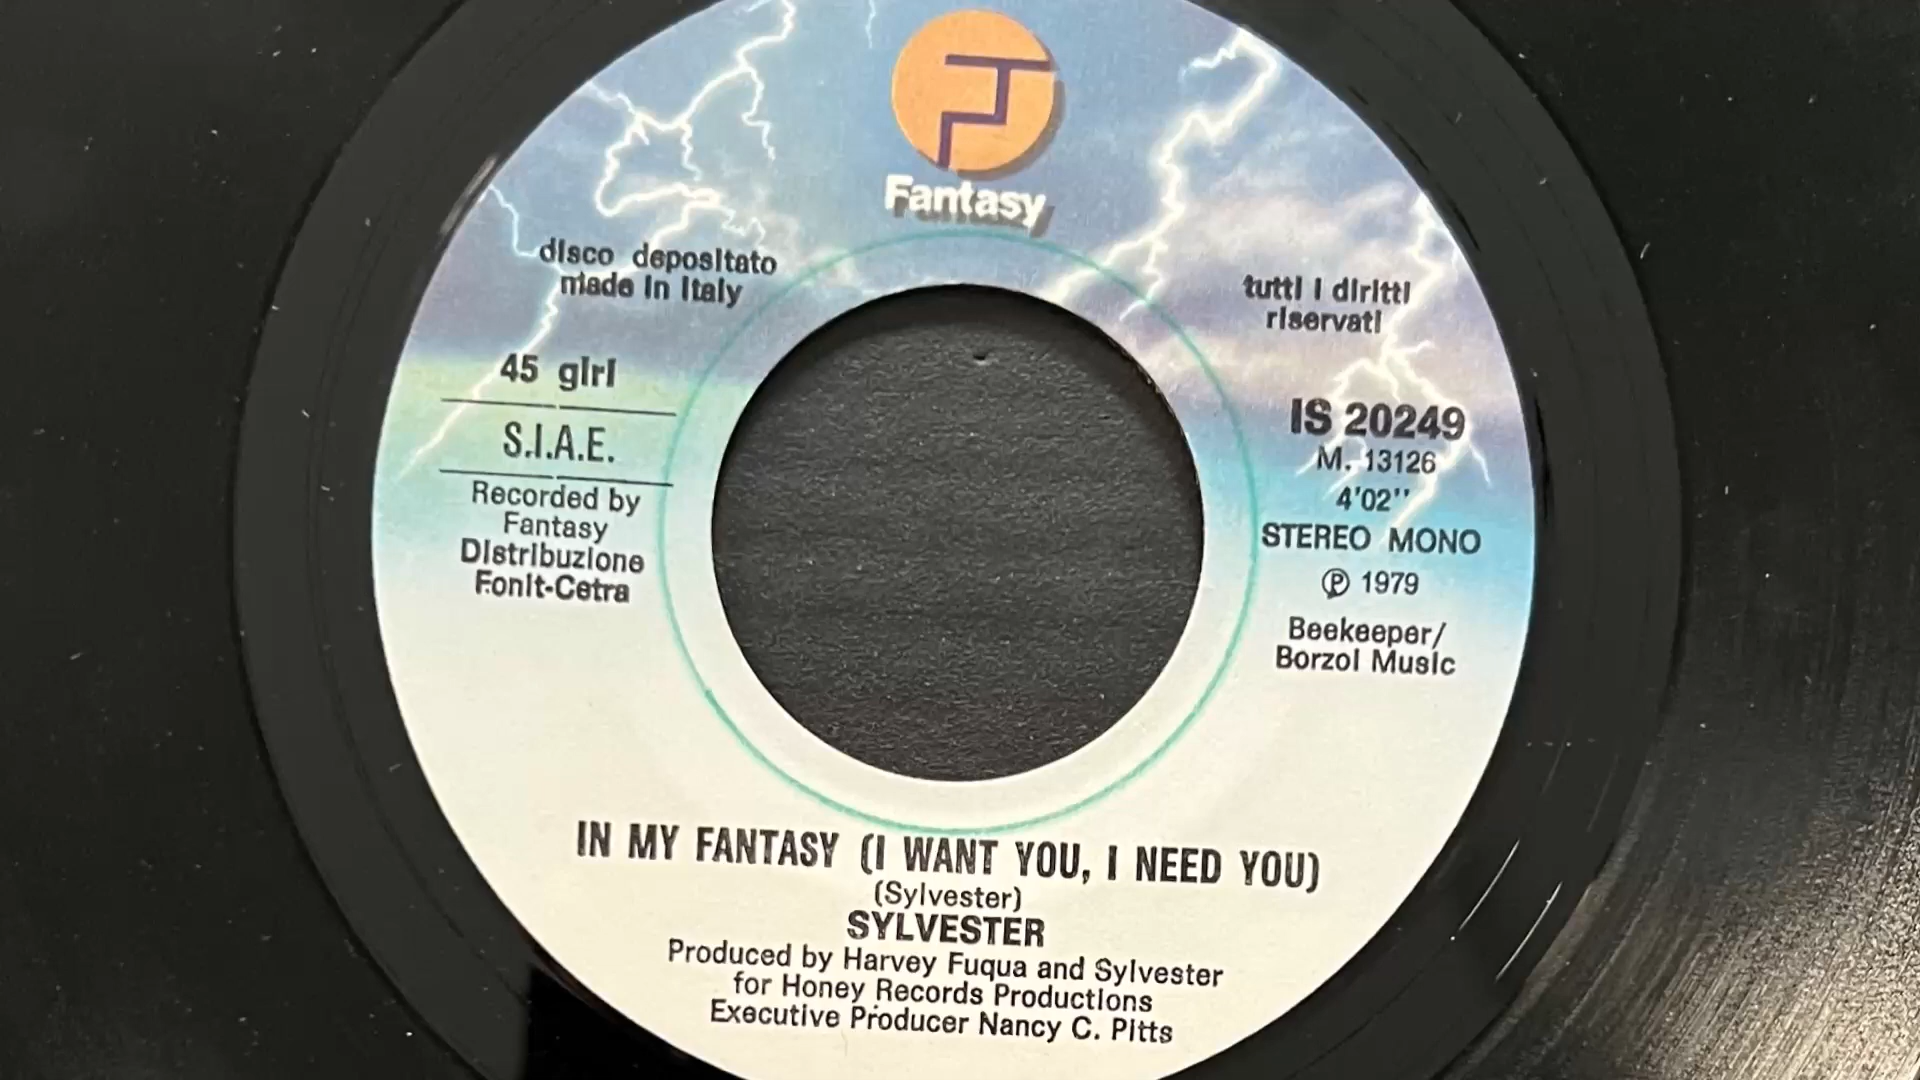 Fantasy
disco depositato
made in Italy
tutti i diritti
riservati
45 giri
S.I.A.E.
Recorded by
Fantasy
Distribuzione
Fonit-Cetra
IS 20249
M. 13126
4'02''
STEREO MONO
℗ 1979
Beekeeper/
Borzoi Music
IN MY FANTASY (I WANT YOU, I NEED YOU)
(Sylvester)
SYLVESTER
Produced by Harvey Fuqua and Sylvester
for Honey Records Productions
Executive Producer Nancy C. Pitts